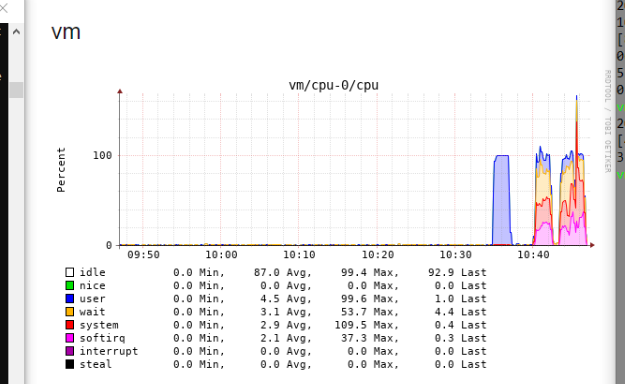 vm
vm/cpu-0/cpu
RRDTOOL / TOBI OETIKER
Percent
100
0
09:50 10:00 10:10 10:20 10:30 10:40
idle 0.0 Min, 87.0 Avg, 99.4 Max, 92.9 Last
nice 0.0 Min, 0.0 Avg, 0.0 Max, 0.0 Last
user 0.0 Min, 4.5 Avg, 99.6 Max, 1.0 Last
wait 0.0 Min, 3.1 Avg, 53.7 Max, 4.4 Last
system 0.0 Min, 2.9 Avg, 109.5 Max, 0.4 Last
softirq 0.0 Min, 2.1 Avg, 37.3 Max, 0.3 Last
interrupt 0.0 Min, 0.0 Avg, 0.0 Max, 0.0 Last
steal 0.0 Min, 0.0 Avg, 0.0 Max, 0.0 Last